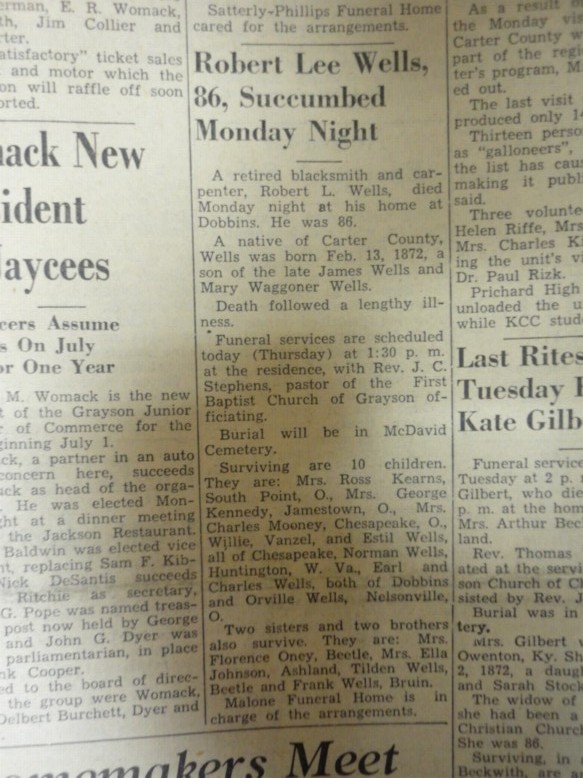 erman, E. R. Womack,
th, Jim Collier and
rter.
atisfactory" ticket sales
and motor which the
on will raffle off soon
orted.
ack New
ident
Jaycees
cers Assume
s On July
or One Year
M. Womack is the new
t of the Grayson Junior
r of Commerce for the
ginning July 1.
ck, a partner in an auto
concern here, succeeds
uck as head of the orga-
He was elected Mon-
ght at a dinner meeting
the Jackson Restaurant.
Baldwin was elected vice
nt, replacing Sam F. Kib-
Nick DeSantis succeeds
Ritchie as secretary,
G. Pope was named treas-
post now held by George
and John G. Dyer was
parliamentarian, in place
nk Cooper.
ed to the board of direc-
the group were Womack,
Delbert Burchett, Dyer and
Satterly-Phillips Funeral Home
cared for the arrangements.
Robert Lee Wells,
86, Succumbed
Monday Night
A retired blacksmith and car-
penter, Robert L. Wells, died
Monday night at his home at
Dobbins. He was 86.
A native of Carter County,
Wells was born Feb. 13, 1872, a
son of the late James Wells and
Mary Waggoner Wells.
Death followed a lengthy ill-
ness.
Funeral services are scheduled
today (Thursday) at 1:30 p. m.
at the residence, with Rev. J. C.
Stephens, pastor of the First
Baptist Church of Grayson of-
ficiating.
Burial will be in McDavid
Cemetery.
Surviving are 10 children.
They are: Mrs. Ross Kearns,
South Point, O., Mrs. George
Kennedy, Jamestown, O., Mrs.
Charles Mooney, Chesapeake, O.,
Willie, Vanzel, and Estil Wells,
all of Chesapeake, Norman Wells,
Huntington, W. Va., Earl and
Charles Wells, both of Dobbins
and Orville Wells, Nelsonville,
O.
Two sisters and two brothers
also survive. They are: Mrs.
Florence Oney, Beetle, Mrs. Ella
Johnson, Ashland, Tilden Wells,
Beetle and Frank Wells, Bruin.
Malone Funeral Home is in
charge of the arrangements.
As a result o
the Monday vi
Carter County w
part of the regi
ter's program, M
ed out.
The last visit
produced only 14
Thirteen perso
as "galloneers",
the list has caus
making it publ
said.
Three volunte
Helen Riffe, Mrs
Mrs. Charles K
ing the unit's vi
Dr. Paul Rizk.
Prichard High
unloaded the u
while KCC stud
Last Rites
Tuesday
Kate Gilb
Funeral service
Tuesday at 2 p.
Gilbert, who die
p. m. at the hom
Mrs. Arthur Bec
land.
Rev. Thomas
ated at the servi
son Church of C
sisted by Rev. J
Burial was in
tery.
Mrs. Gilbert
Owenton, Ky. Sh
2, 1872, a daug
and Sarah Stock
The widow of
she had been a
Christian Church
She was 86.
Surviving, in
Beckwith, are
omemakers Meet